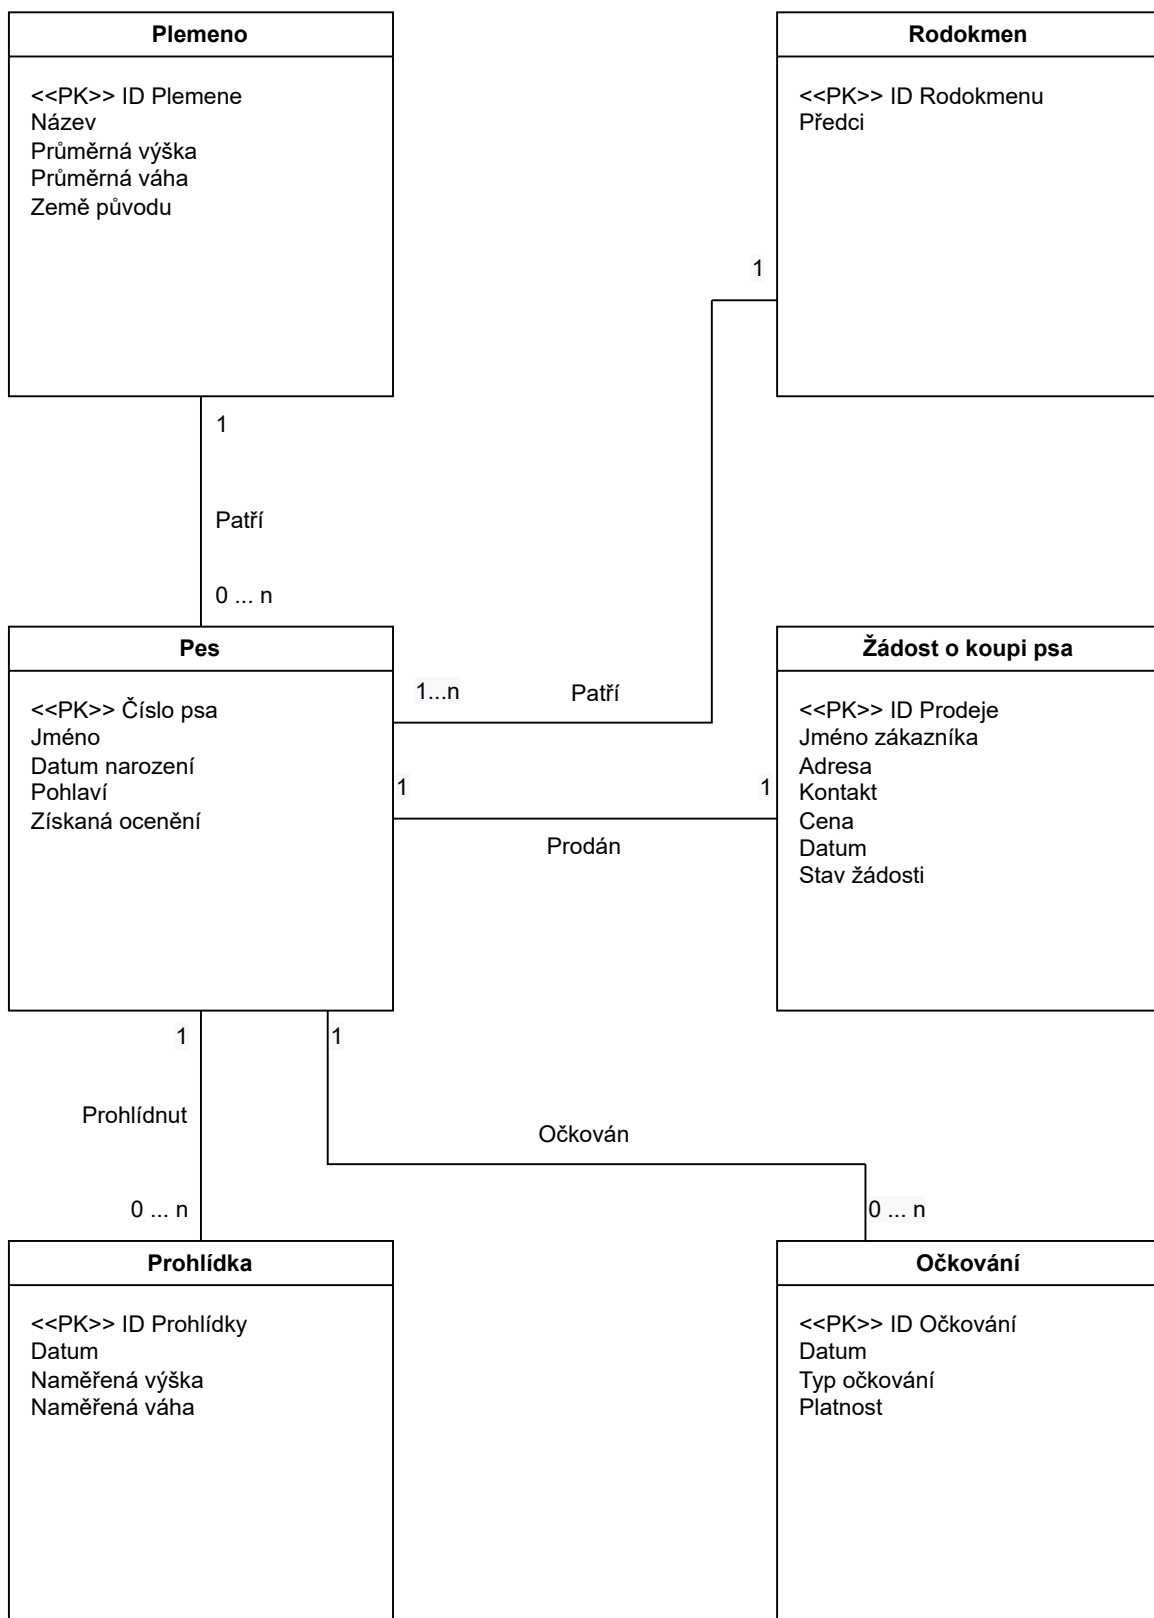 Plemeno
<<PK>> ID Plemene
Název
Průměrná výška
Průměrná váha
Země původu
Rodokmen
<<PK>> ID Rodokmenu
Předci
1
1
Patří
0 ... n
Pes
<<PK>> Číslo psa
Jméno
Datum narození
Pohlaví
Získaná ocenění
1...n
Patří
1
1
Prodán
Žádost o koupi psa
<<PK>> ID Prodeje
Jméno zákazníka
Adresa
Kontakt
Cena
Datum
Stav žádosti
1
1
Prohlídnut
Očkován
0 ... n
0 ... n
Prohlídka
<<PK>> ID Prohlídky
Datum
Naměřená výška
Naměřená váha
Očkování
<<PK>> ID Očkování
Datum
Typ očkování
Platnost